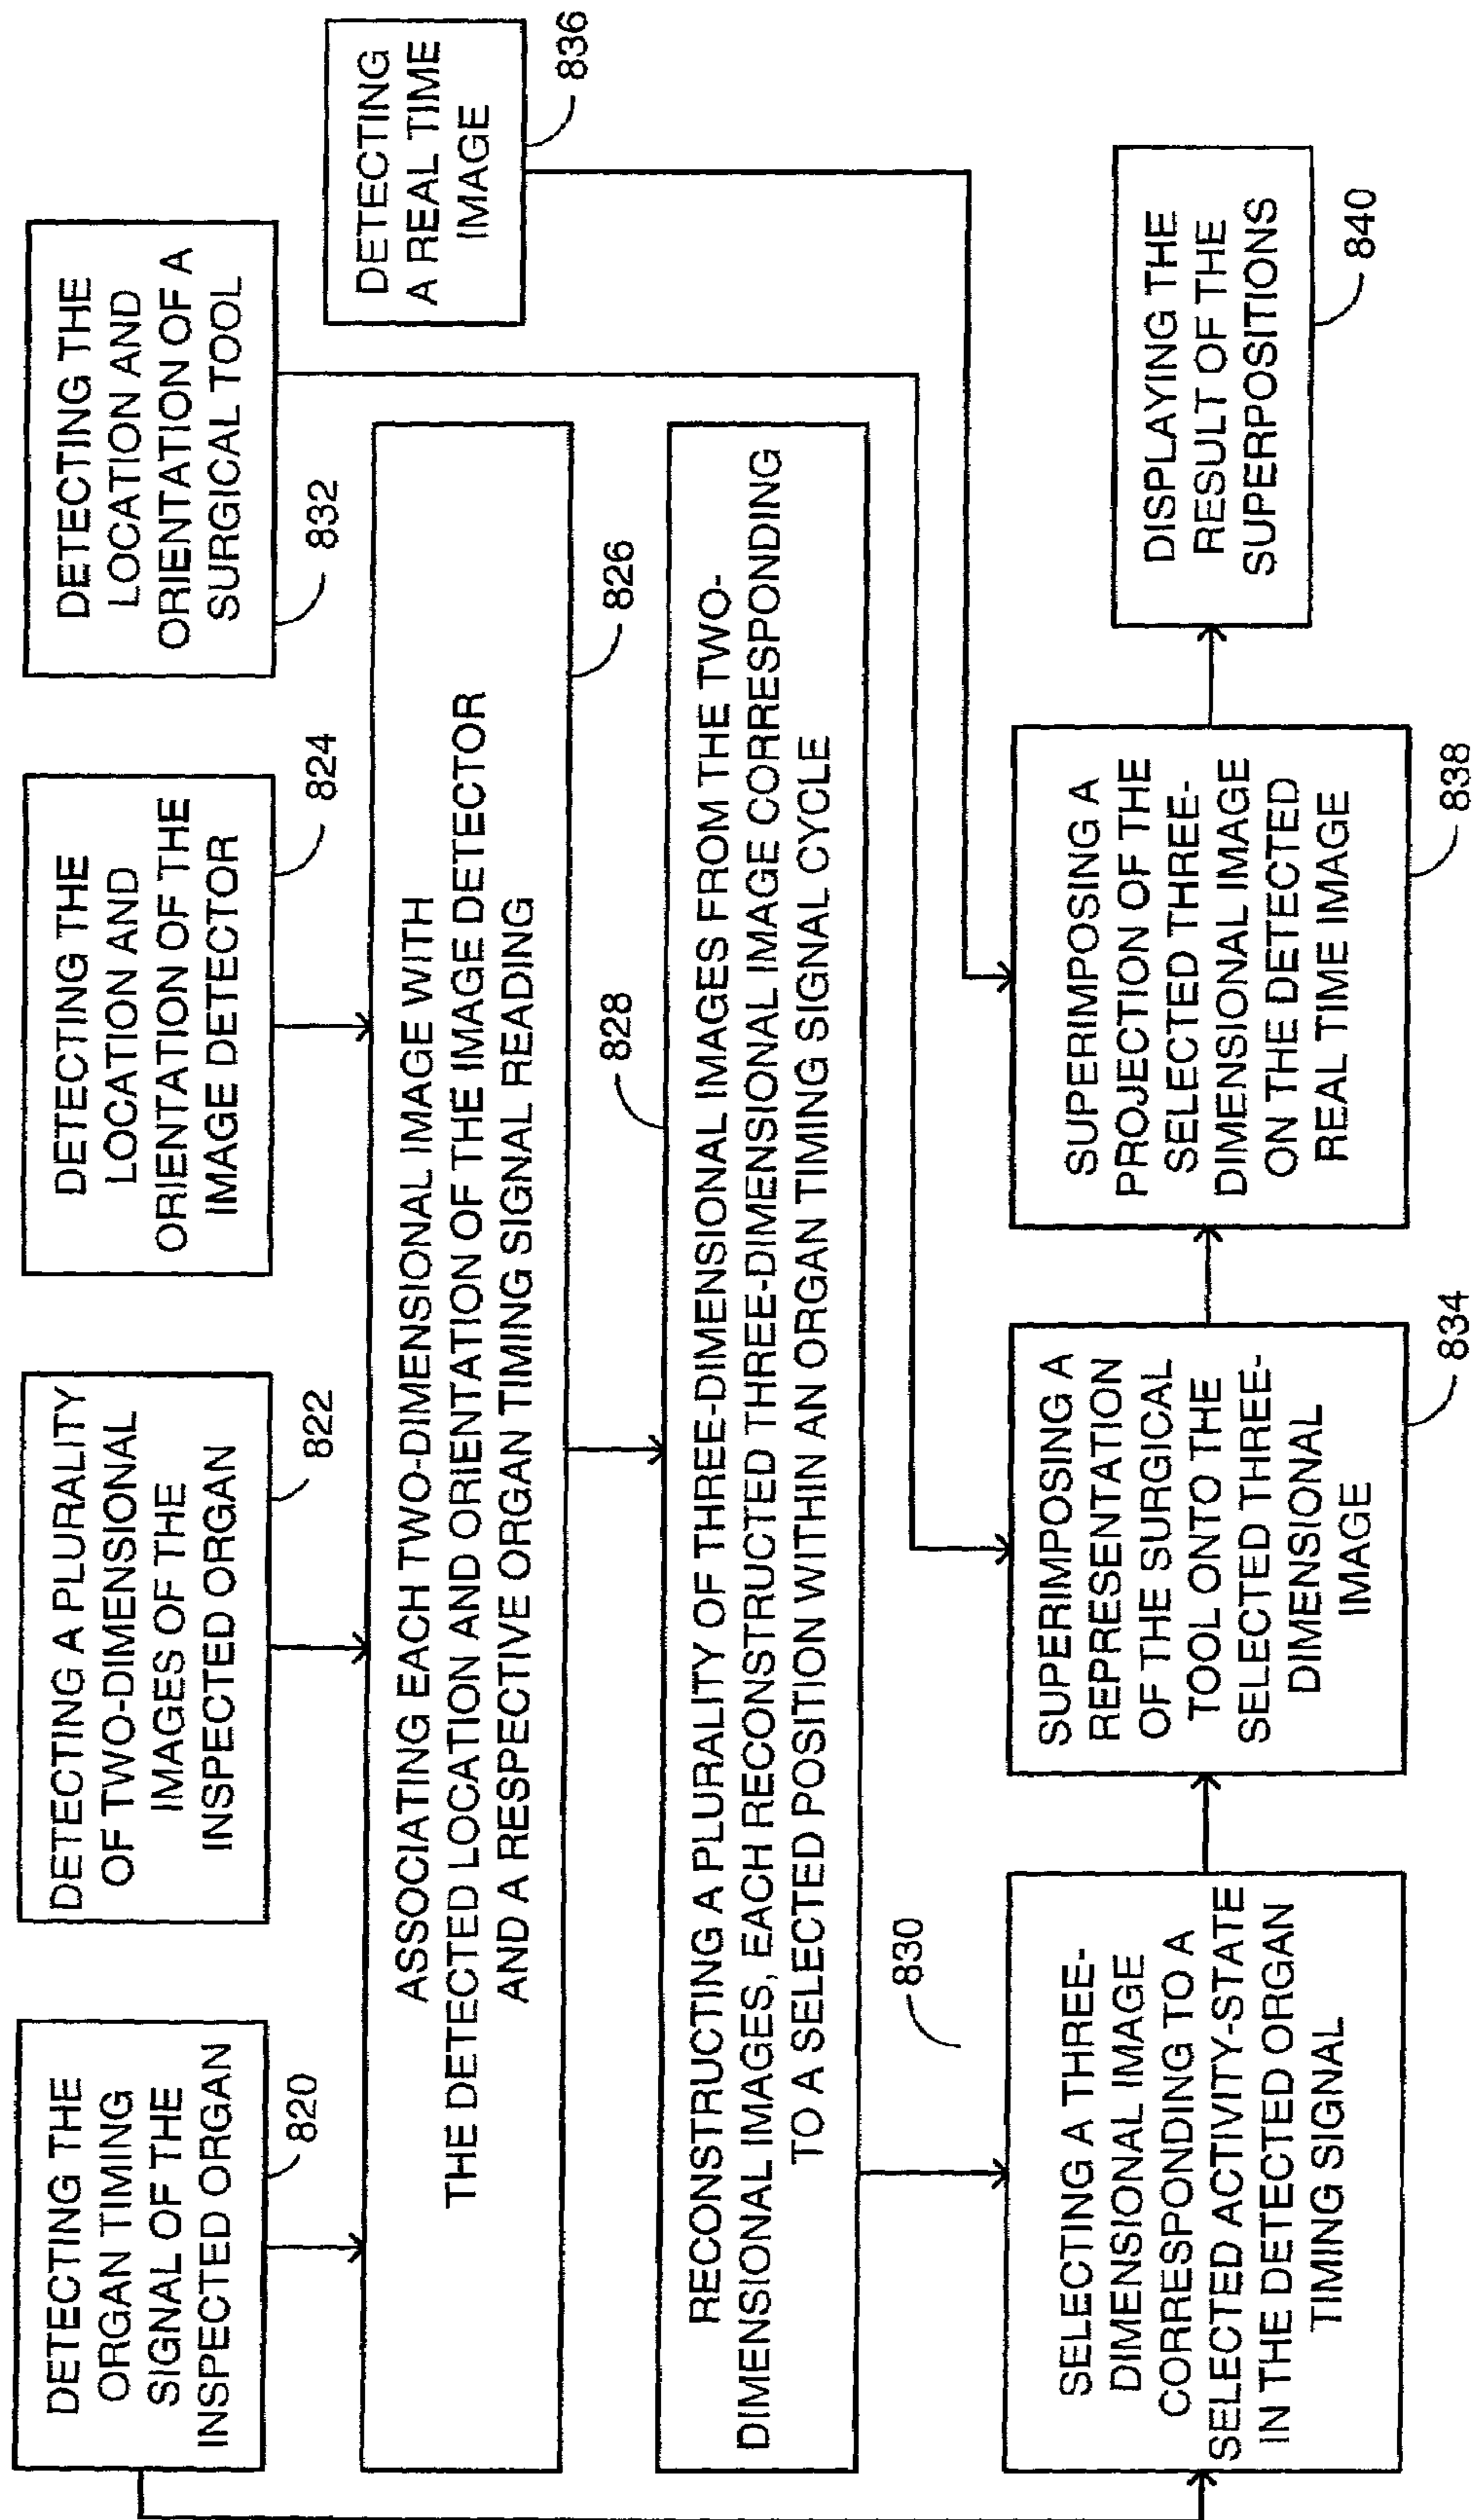 DETECTING THE
ORGAN TIMING
SIGNAL OF THE
INSPECTED ORGAN
820
DETECTING A PLURALITY
OF TWO-DIMENSIONAL
IMAGES OF THE
INSPECTED ORGAN
822
DETECTING THE
LOCATION AND
ORIENTATION OF THE
IMAGE DETECTOR
824
DETECTING THE
LOCATION AND
ORIENTATION OF A
SURGICAL TOOL
832
DETECTING
A REAL TIME
IMAGE
836
ASSOCIATING EACH TWO-DIMENSIONAL IMAGE WITH
THE DETECTED LOCATION AND ORIENTATION OF THE IMAGE DETECTOR
AND A RESPECTIVE ORGAN TIMING SIGNAL READING
826
828
RECONSTRUCTING A PLURALITY OF THREE-DIMENSIONAL IMAGES FROM THE TWO-
DIMENSIONAL IMAGES, EACH RECONSTRUCTED THREE-DIMENSIONAL IMAGE CORRESPONDING
TO A SELECTED POSITION WITHIN AN ORGAN TIMING SIGNAL CYCLE
830
SELECTING A THREE-
DIMENSIONAL IMAGE
CORRESPONDING TO A
SELECTED ACTIVITY-STATE
IN THE DETECTED ORGAN
TIMING SIGNAL
SUPERIMPOSING A
REPRESENTATION
OF THE SURGICAL
TOOL ONTO THE
SELECTED THREE-
DIMENSIONAL
IMAGE
834
SUPERIMPOSING A
PROJECTION OF THE
SELECTED THREE-
DIMENSIONAL IMAGE
ON THE DETECTED
REAL TIME IMAGE
838
DISPLAYING THE
RESULT OF THE
SUPERPOSITIONS
840